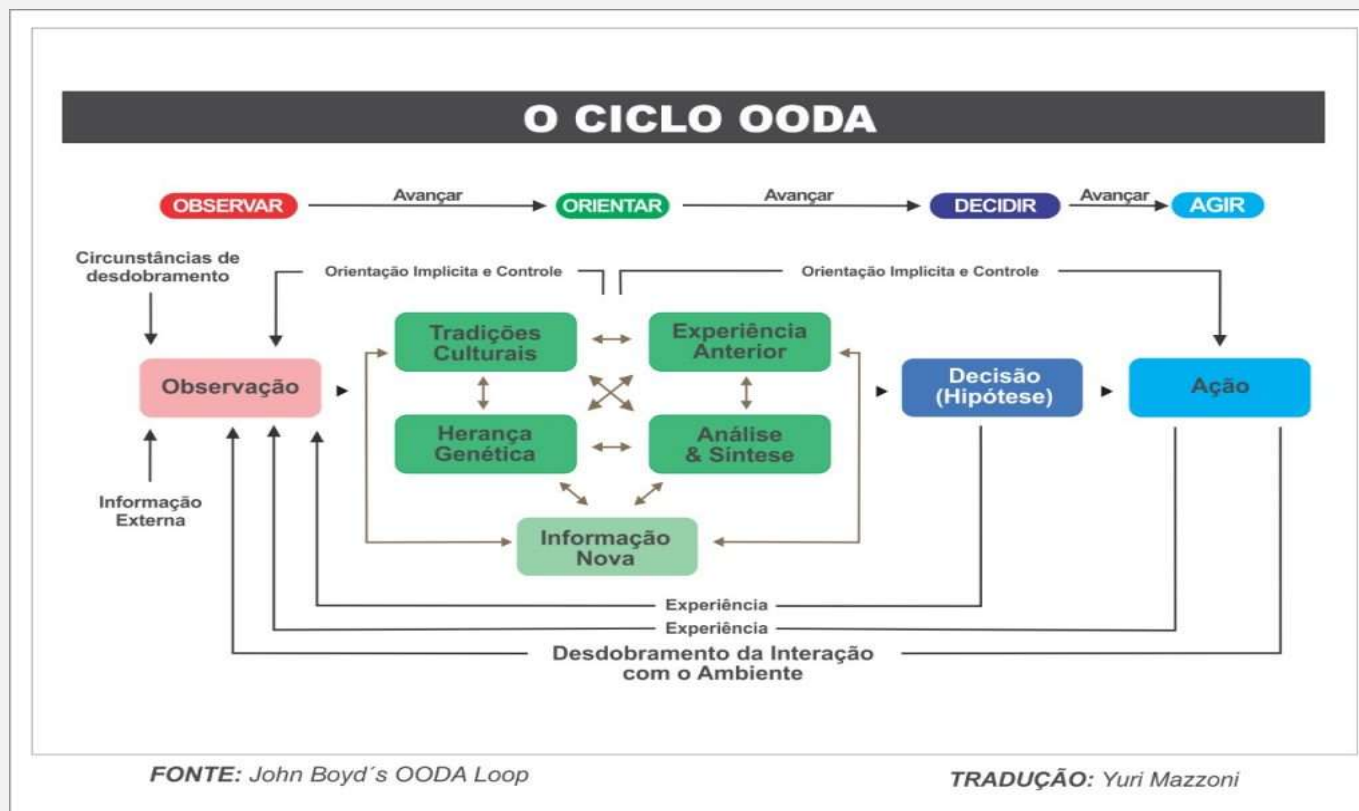 O CICLO OODA
OBSERVAR
Avançar
ORIENTAR
Avançar
DECIDIR
Avançar
AGIR
Circunstâncias de
desdobramento
Orientação Implicita e Controle
Orientação Implicita e Controle
Tradições
Culturais
Experiência
Anterior
Observação
Decisão
(Hipótese)
Ação
Herança
Genética
Análise
& Síntese
Informação
Externa
Informação
Nova
Experiência
Experiência
Desdobramento da Interação
com o Ambiente
FONTE: John Boyd´s OODA Loop
TRADUÇÃO: Yuri Mazzoni